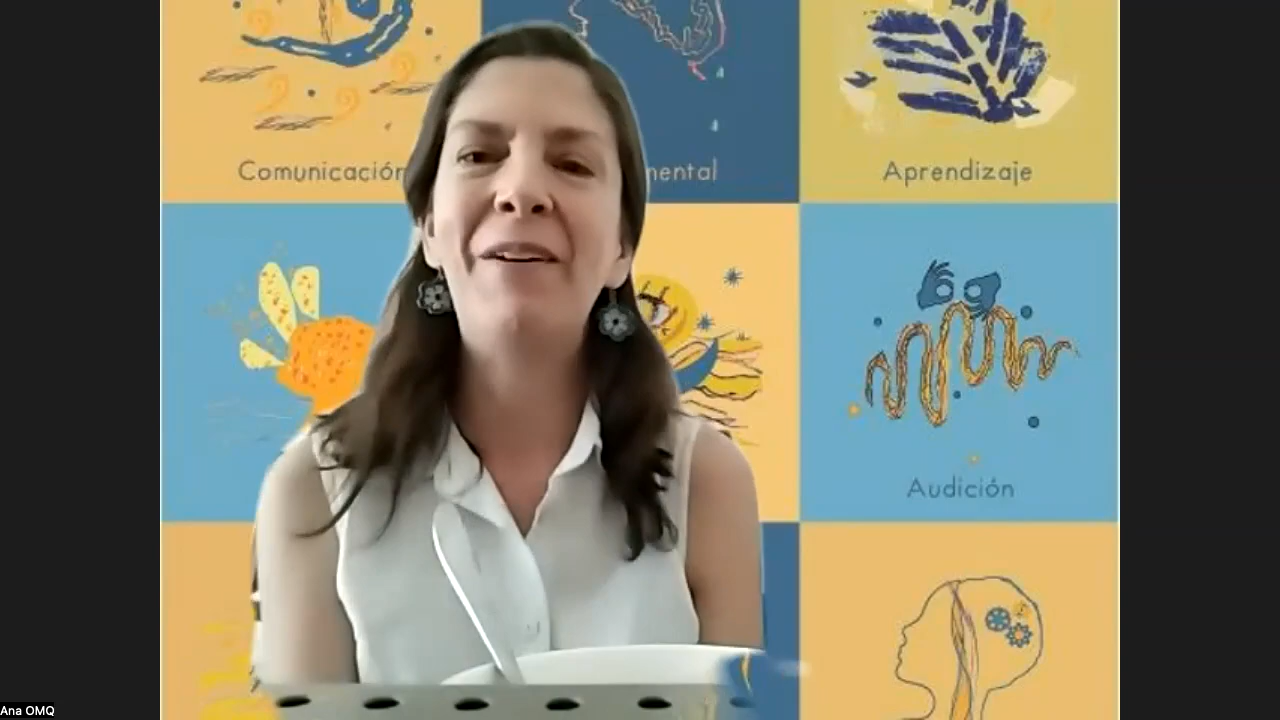 Comunicación
mental
Aprendizaje
Audición
Ana OMQ